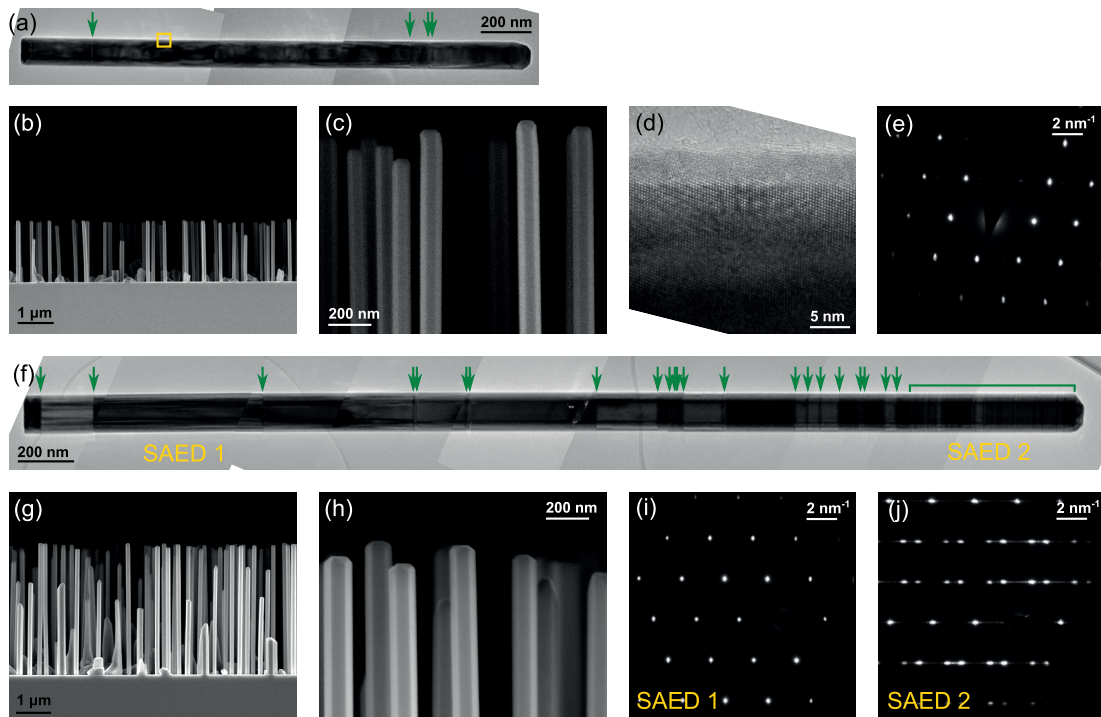 (a)
200 nm
(b)
1 µm
(c)
200 nm
(d)
5 nm
(e)
2 nm⁻¹
(f)
200 nm
SAED 1
SAED 2
(g)
1 µm
(h)
200 nm
(i)
2 nm⁻¹
SAED 1
(j)
2 nm⁻¹
SAED 2